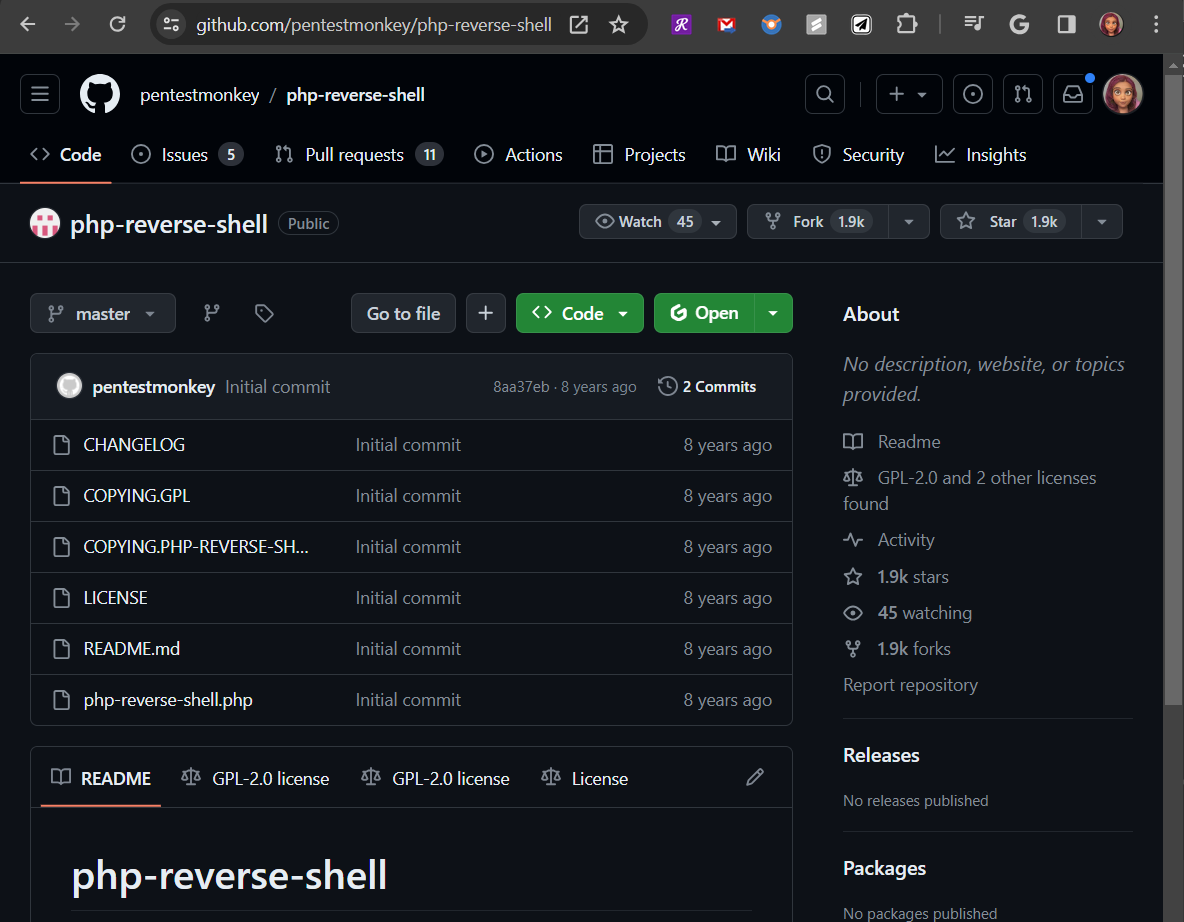 github.com/pentestmonkey/php-reverse-shell
pentestmonkey / php-reverse-shell
Code Issues 5 Pull requests 11 Actions Projects Wiki Security Insights
php-reverse-shell Public Watch 45 Fork 1.9k Star 1.9k
master Go to file + Code Open
pentestmonkey Initial commit 8aa37eb · 8 years ago 2 Commits
CHANGELOG Initial commit 8 years ago
COPYING.GPL Initial commit 8 years ago
COPYING.PHP-REVERSE-SH... Initial commit 8 years ago
LICENSE Initial commit 8 years ago
README.md Initial commit 8 years ago
php-reverse-shell.php Initial commit 8 years ago
README GPL-2.0 license GPL-2.0 license License
php-reverse-shell
About
No description, website, or topics
provided.
Readme
GPL-2.0 and 2 other licenses
found
Activity
1.9k stars
45 watching
1.9k forks
Report repository
Releases
No releases published
Packages
No packages published